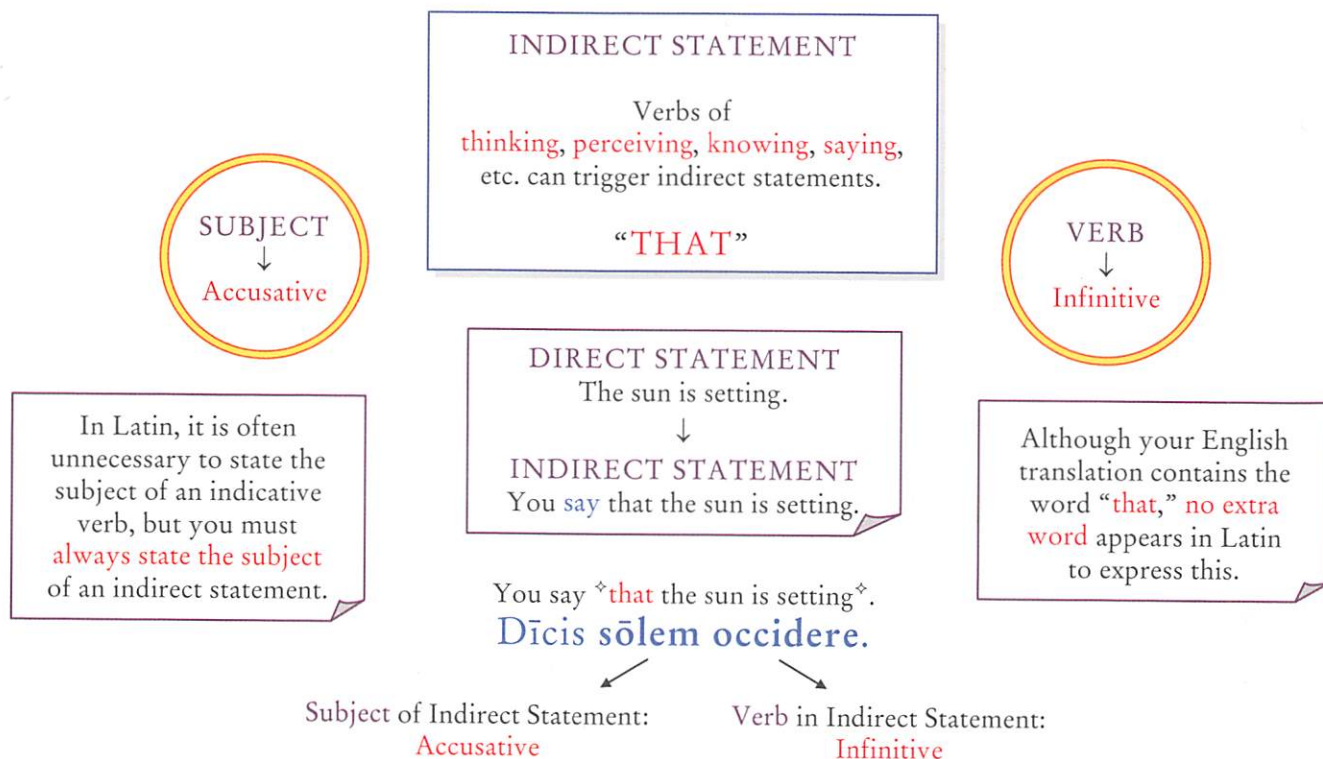 INDIRECT STATEMENT
Verbs of
thinking, perceiving, knowing, saying,
etc. can trigger indirect statements.
“THAT”
SUBJECT
↓
Accusative
VERB
↓
Infinitive
DIRECT STATEMENT
The sun is setting.
↓
INDIRECT STATEMENT
You say that the sun is setting.
In Latin, it is often
unnecessary to state the
subject of an indicative
verb, but you must
always state the subject
of an indirect statement.
Although your English
translation contains the
word “that,” no extra
word appears in Latin
to express this.
You say ✧that the sun is setting✧.
Dīcis sōlem occidere.
Subject of Indirect Statement:
Accusative
Verb in Indirect Statement:
Infinitive